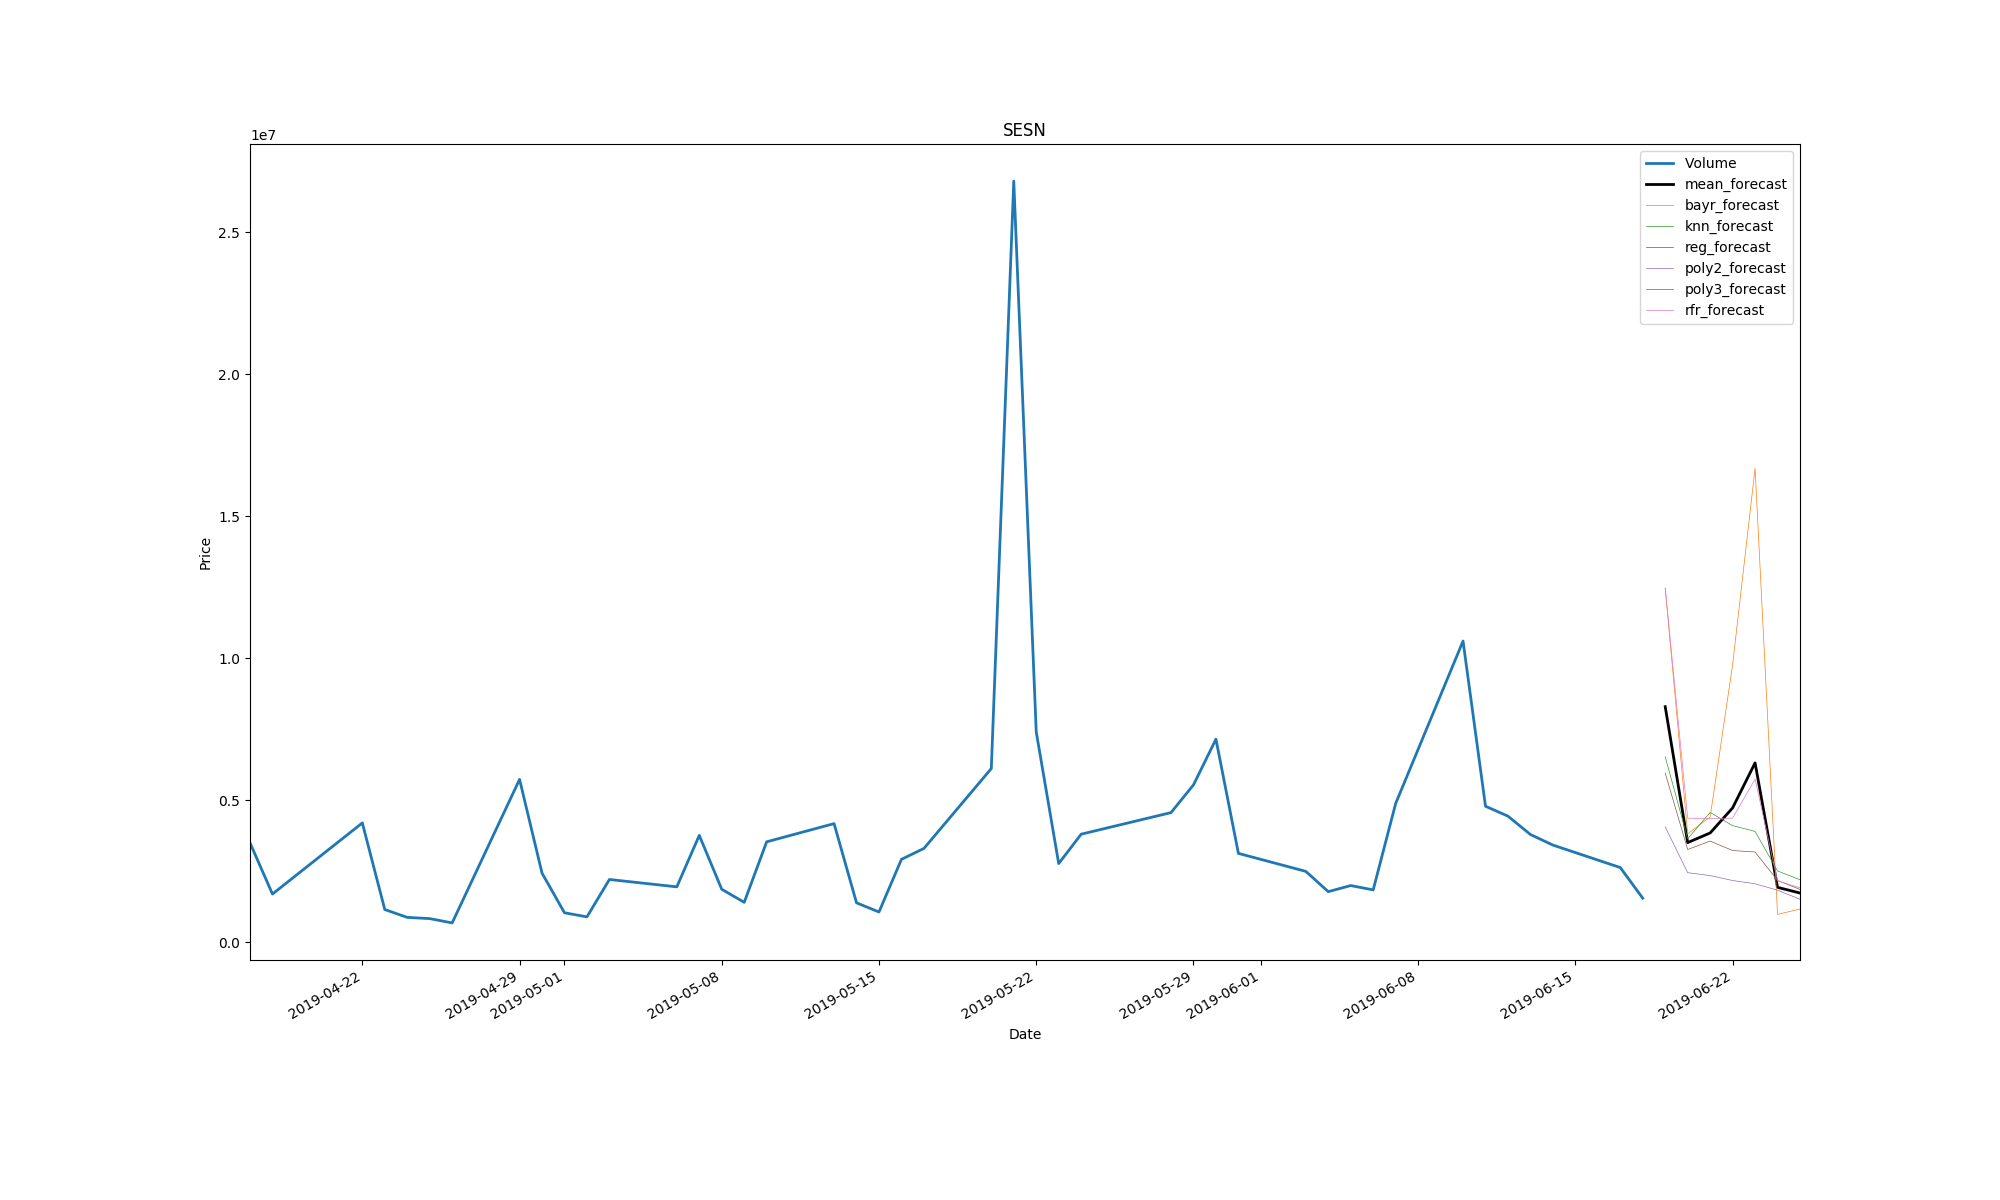 SESN
1e7
Volume
mean_forecast
bayr_forecast
knn_forecast
reg_forecast
poly2_forecast
poly3_forecast
rfr_forecast
2.5
2.0
1.5
1.0
0.5
0.0
Price
2019-04-22
2019-04-29
2019-05-01
2019-05-08
2019-05-15
2019-05-22
2019-05-29
2019-06-01
2019-06-08
2019-06-15
2019-06-22
Date